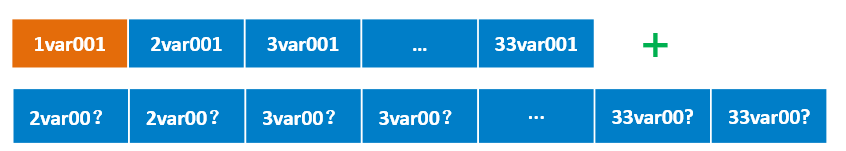 1var001 2var001 3var001 ... 33var001 +
2var00？ 2var00？ 3var00？ 3var00？ ... 33var00? 33var00?